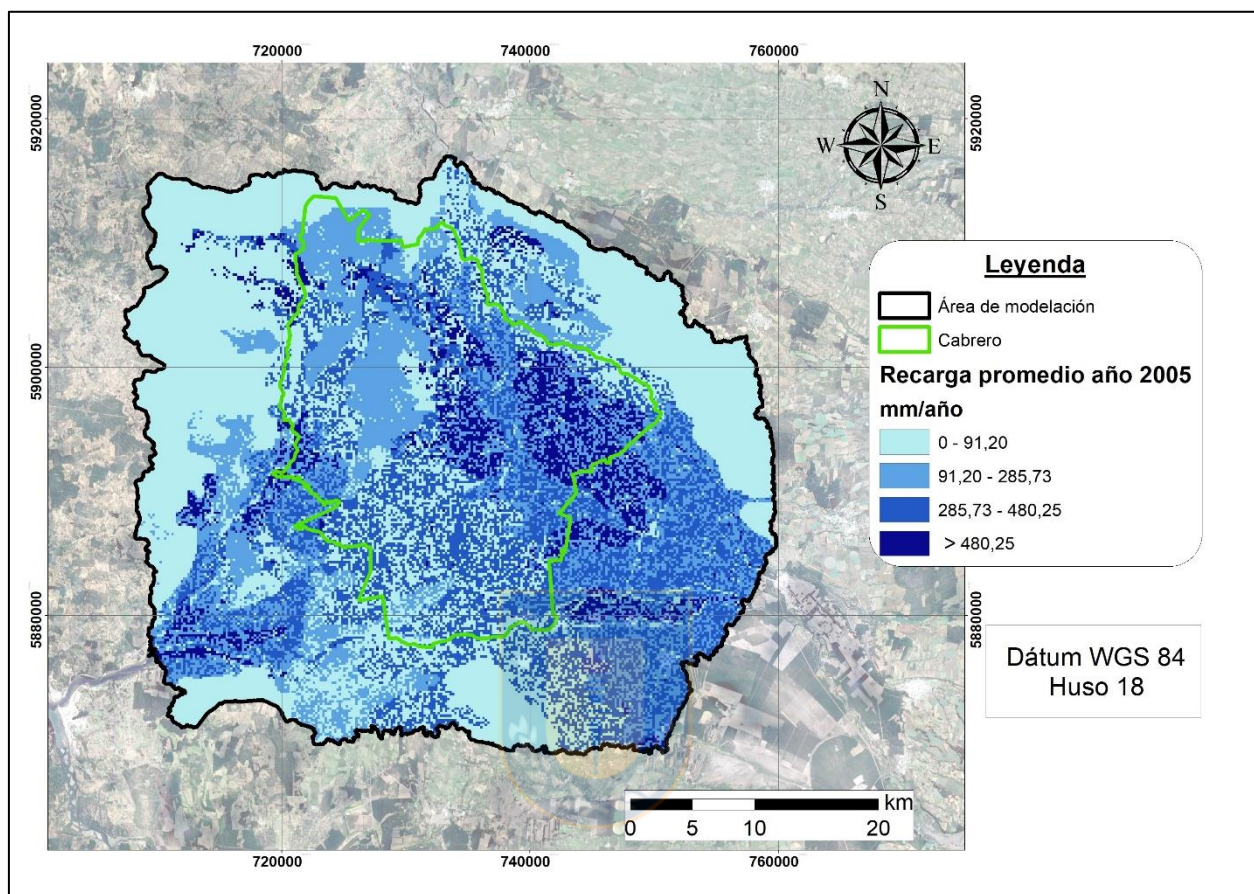 720000 740000 760000
5920000 5920000
N
W E
S
Leyenda
Área de modelación
Cabrero
Recarga promedio año 2005
mm/año
0 - 91,20
91,20 - 285,73
285,73 - 480,25
> 480,25
5900000
5880000 5880000
Dátum WGS 84
Huso 18
km
0 5 10 20
720000 740000 760000